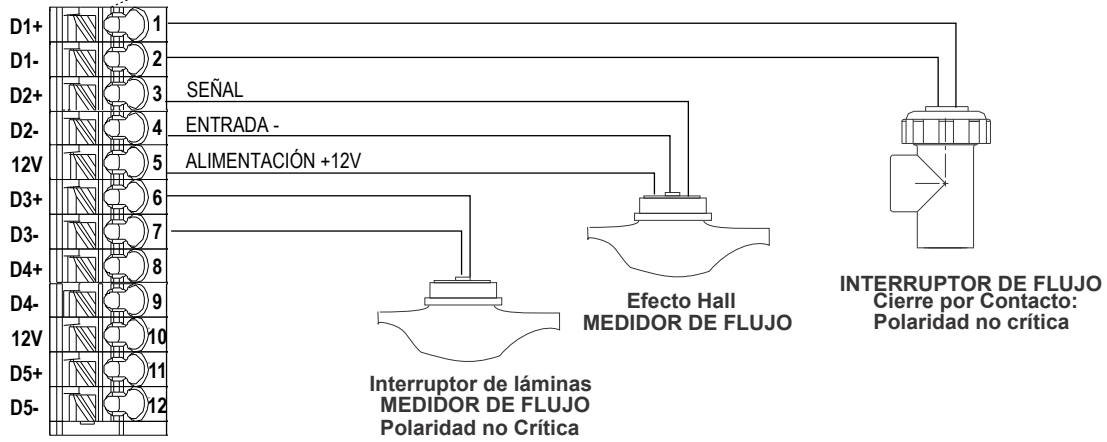 D1+ 1
D1- 2
D2+ 3 SEÑAL
D2- 4 ENTRADA -
12V 5 ALIMENTACIÓN +12V
D3+ 6
D3- 7
D4+ 8
D4- 9
12V 10
D5+ 11
D5- 12
INTERRUPTOR DE FLUJO
Cierre por Contacto:
Polaridad no crítica
Efecto Hall
MEDIDOR DE FLUJO
Interruptor de láminas
MEDIDOR DE FLUJO
Polaridad no Crítica